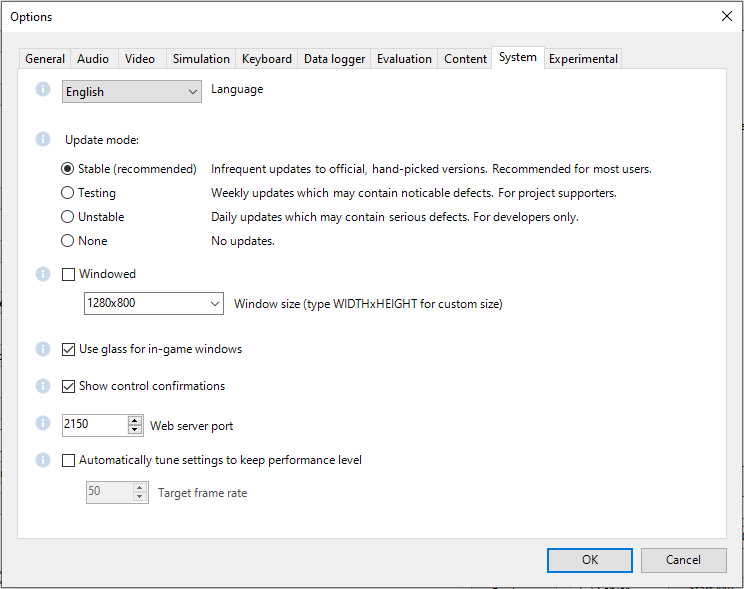 Options
General Audio Video Simulation Keyboard Data logger Evaluation Content System Experimental
English Language
Update mode:
Stable (recommended) Infrequent updates to official, hand-picked versions. Recommended for most users.
Testing Weekly updates which may contain noticable defects. For project supporters.
Unstable Daily updates which may contain serious defects. For developers only.
None No updates.
Windowed
1280x800 Window size (type WIDTHxHEIGHT for custom size)
Use glass for in-game windows
Show control confirmations
2150 Web server port
Automatically tune settings to keep performance level
50 Target frame rate
OK Cancel